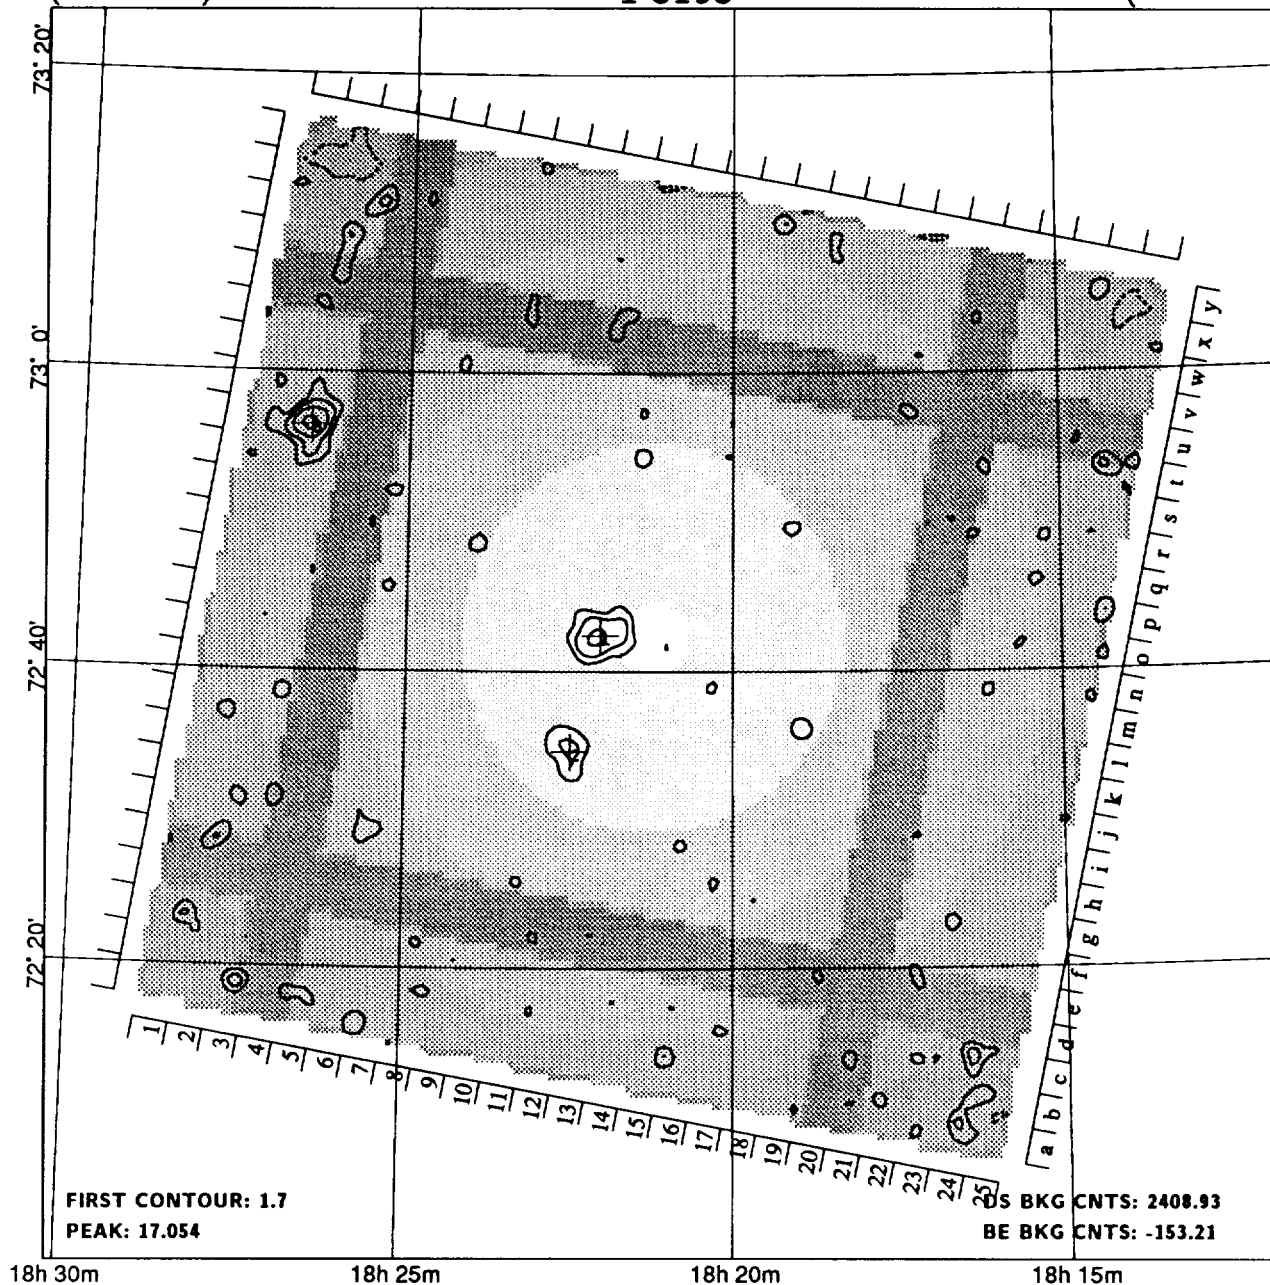 73° 20'
73° 0'
72° 40'
72° 20'
y
x
w
v
u
t
s
r
q
p
o
n
m
l
k
j
i
h
g
f
e
d
c
b
a
1 2 3 4 5 6 7 8 9 10 11 12 13 14 15 16 17 18 19 20 21 22 23 24 25
FIRST CONTOUR: 1.7
PEAK: 17.054
DS BKG CNTS: 2408.93
BE BKG CNTS: -153.21
18h 30m 18h 25m 18h 20m 18h 15m